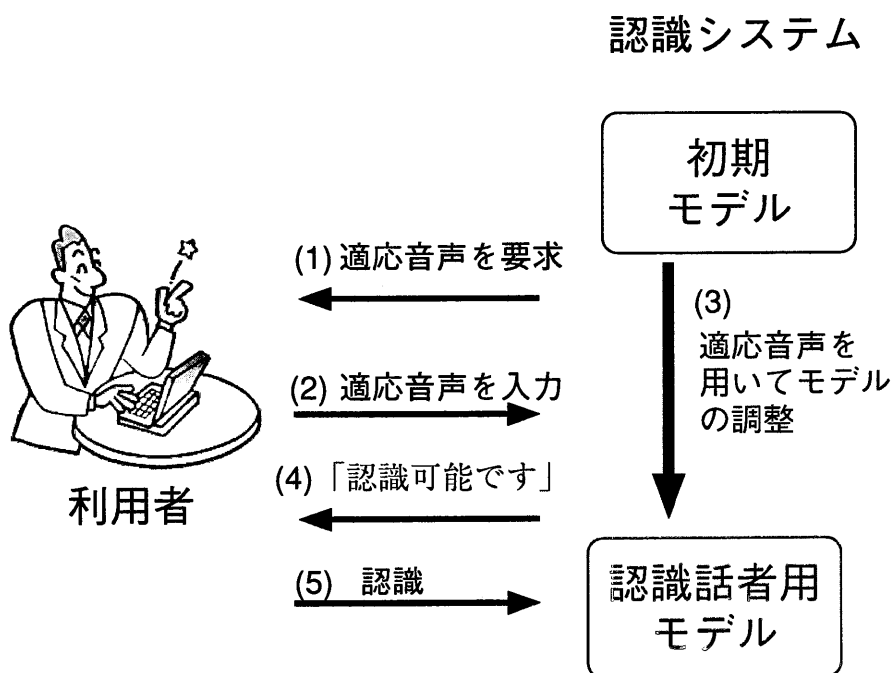 認識システム
初期
モデル
(1) 適応音声を要求
(3)
適応音声を
用いてモデル
の調整
(2) 適応音声を入力
(4) 「認識可能です」
利用者
(5) 認識
認識話者用
モデル